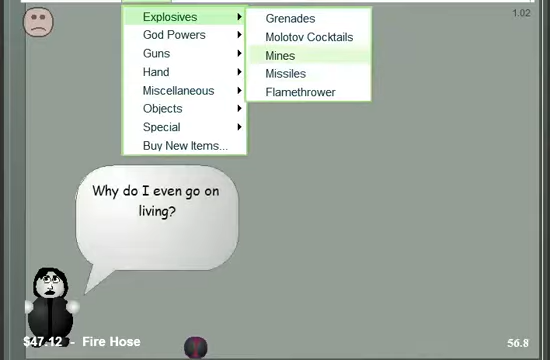 1.02
Explosives
God Powers
Guns
Hand
Miscellaneous
Objects
Special
Buy New Items...
Grenades
Molotov Cocktails
Mines
Missiles
Flamethrower
Why do I even go on
living?
$47.12 - Fire Hose
56.8